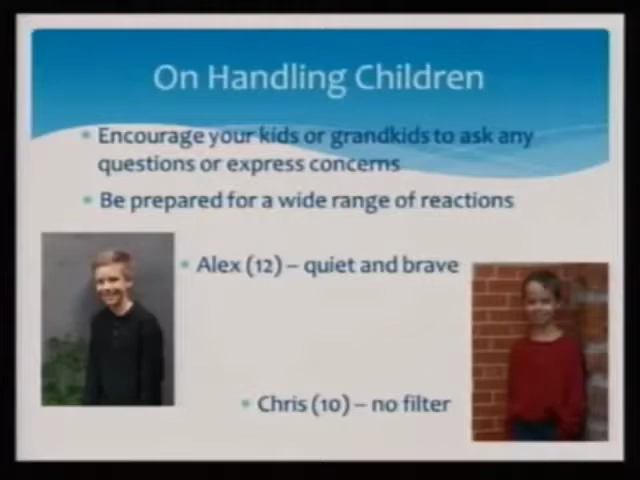 On Handling Children
Encourage your kids or grandkids to ask any
questions or express concerns
Be prepared for a wide range of reactions
Alex (12) – quiet and brave
Chris (10) – no filter